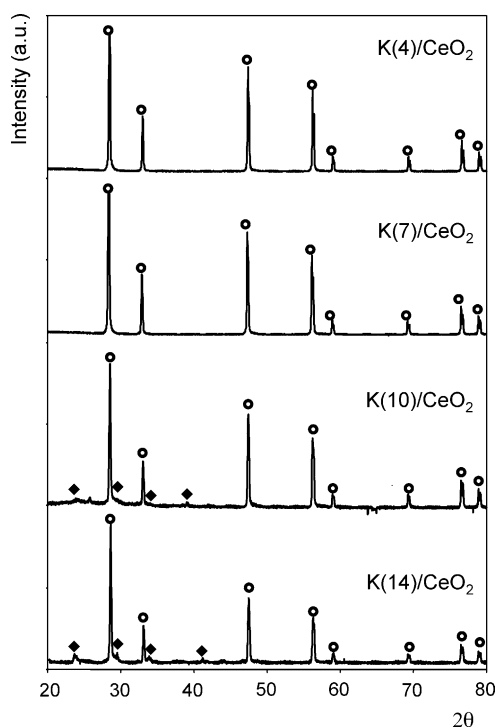 Intensity (a.u.)
K(4)/CeO₂
K(7)/CeO₂
K(10)/CeO₂
K(14)/CeO₂
20 30 40 50 60 70 80
2θ